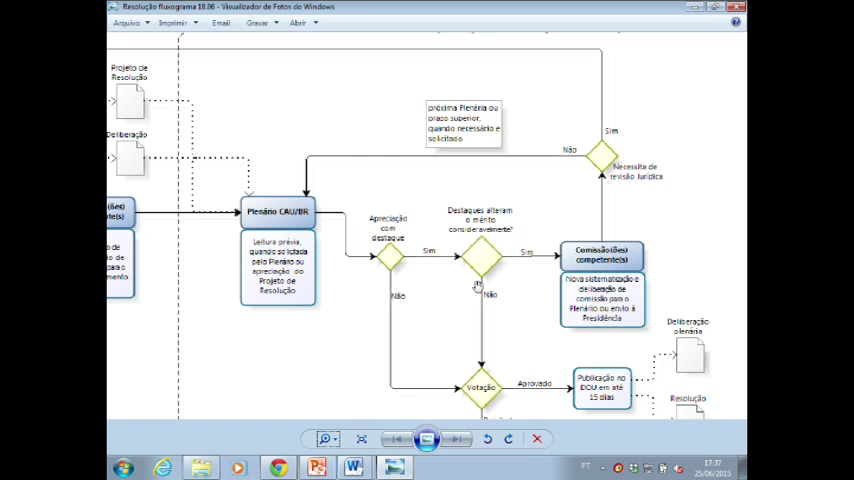 Resolução fluxograma 18.06 - Visualizador de Fotos do Windows
Arquivo Imprimir Email Gravar Abrir
Projeto de
Resolução
Deliberação
próxima Plenária ou
prazo superior,
quando necessário e
solicitado
Sim
Não
Necessita de
revisão Jurídica
(ões)
te(s)
Plenário CAU/BR
Leitura prévia,
quando solicitada
pelo Plenário ou
apreciação do
Projeto de
Resolução
Apreciação
com
destaque
Sim
Não
Destaques alteram
o mérito
consideravelmente?
Sim
Não
Comissão(ões)
competente(s)
Nova sistematização e
deliberação de
comissão para o
Plenário ou envio à
Presidência
Votação
Aprovado
Publicação no
DOU em até
15 dias
Deliberação
plenária
Resolução
PT
17:37
25/06/2015